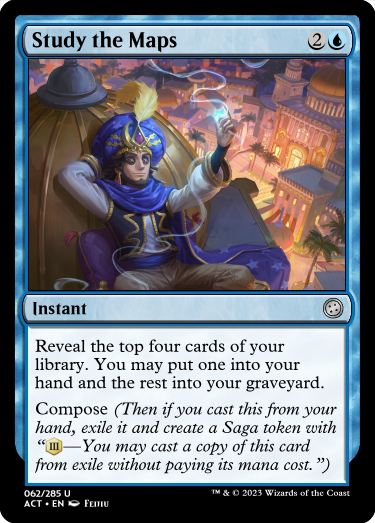 Study the Maps 2
Instant
Reveal the top four cards of your
library. You may put one into your
hand and the rest into your graveyard.
Compose (Then if you cast this from your
hand, exile it and create a Saga token with
“III—You may cast a copy of this card
from exile without paying its mana cost.”)
062/285 U
ACT • EN FEIJIU
™ & © 2023 Wizards of the Coast